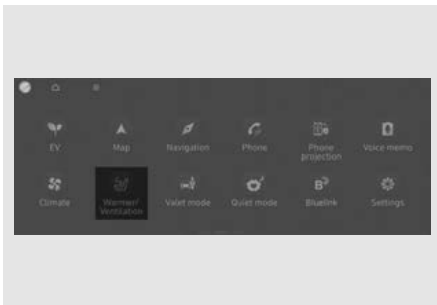 EV
Map
Navigation
Phone
Phone
projection
Voice memo
Climate
Warmer/
Ventilation
Valet mode
Quiet mode
Bluelink
Settings